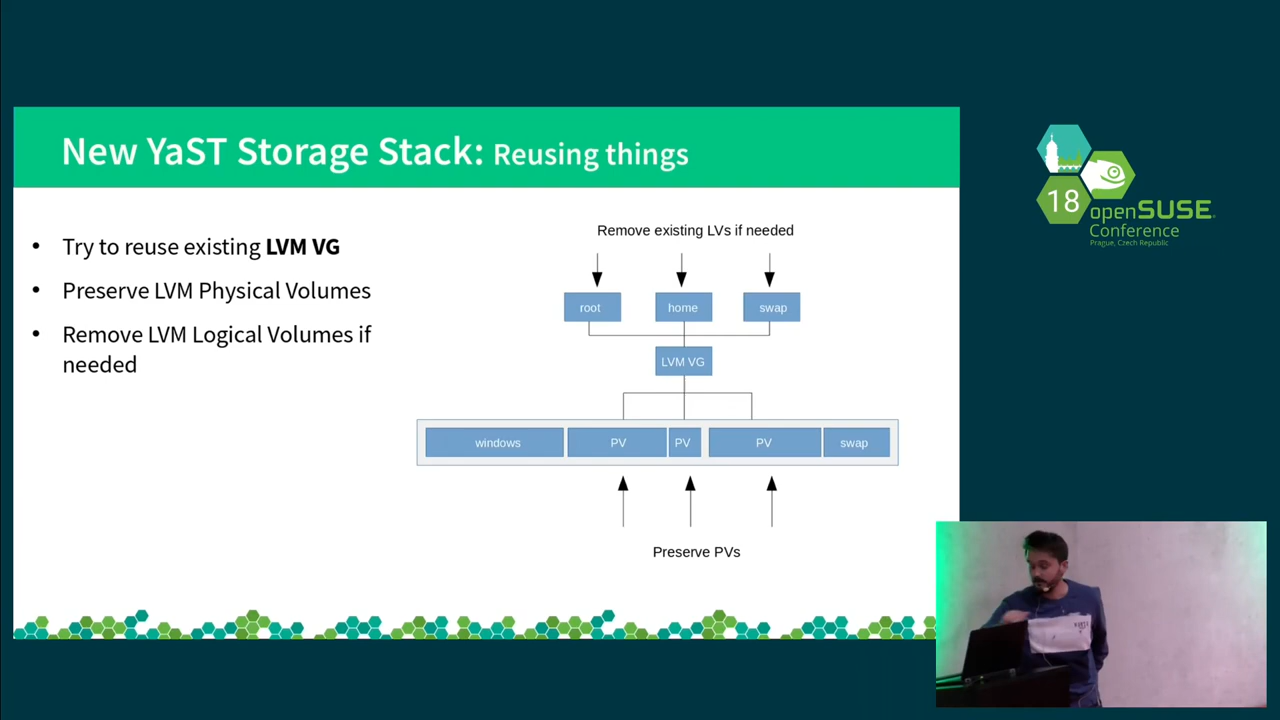 New YaST Storage Stack: Reusing things
• Try to reuse existing LVM VG
• Preserve LVM Physical Volumes
• Remove LVM Logical Volumes if
needed
Remove existing LVs if needed
root home swap
LVM VG
windows PV PV PV swap
Preserve PVs
18
openSUSE
Conference
Prague, Czech Republic